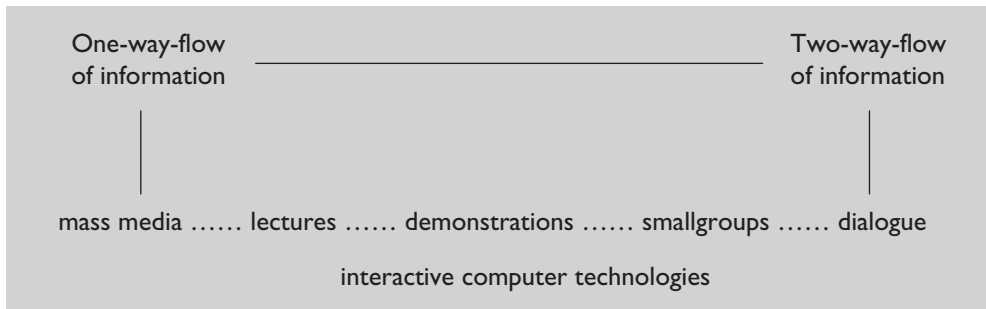 One-way-flow
of information
Two-way-flow
of information
mass media ...... lectures ...... demonstrations ...... smallgroups ...... dialogue
interactive computer technologies